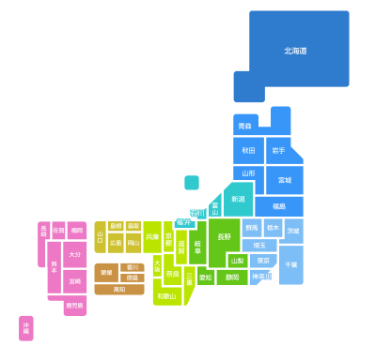 北海道
青森
秋田
岩手
山形
宮城
福島
新潟
富山
石川
福井
群馬
栃木
茨城
埼玉
東京
千葉
神奈川
長野
山梨
静岡
岐阜
愛知
滋賀
三重
京都
兵庫
大阪
奈良
和歌山
鳥取
島根
岡山
広島
山口
香川
愛媛
徳島
高知
福岡
佐賀
長崎
大分
熊本
宮崎
鹿児島
沖縄